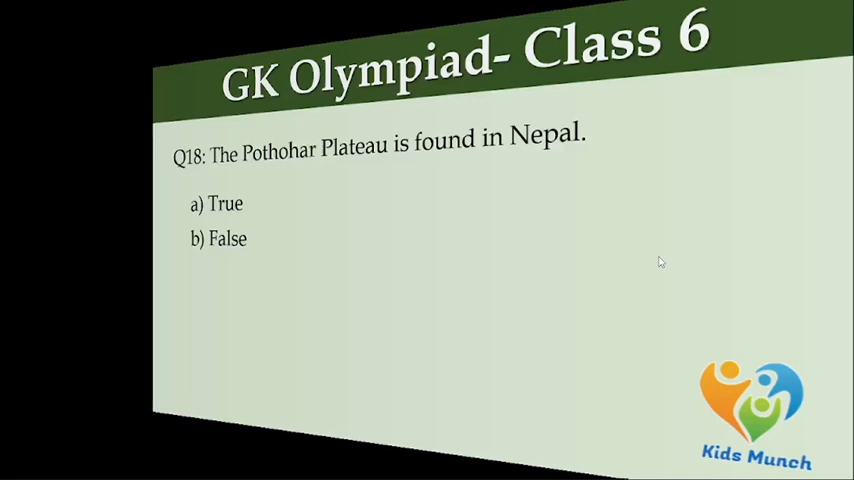 GK Olympiad- Class 6
Q18: The Pothohar Plateau is found in Nepal.
a) True
b) False
Kids Munch